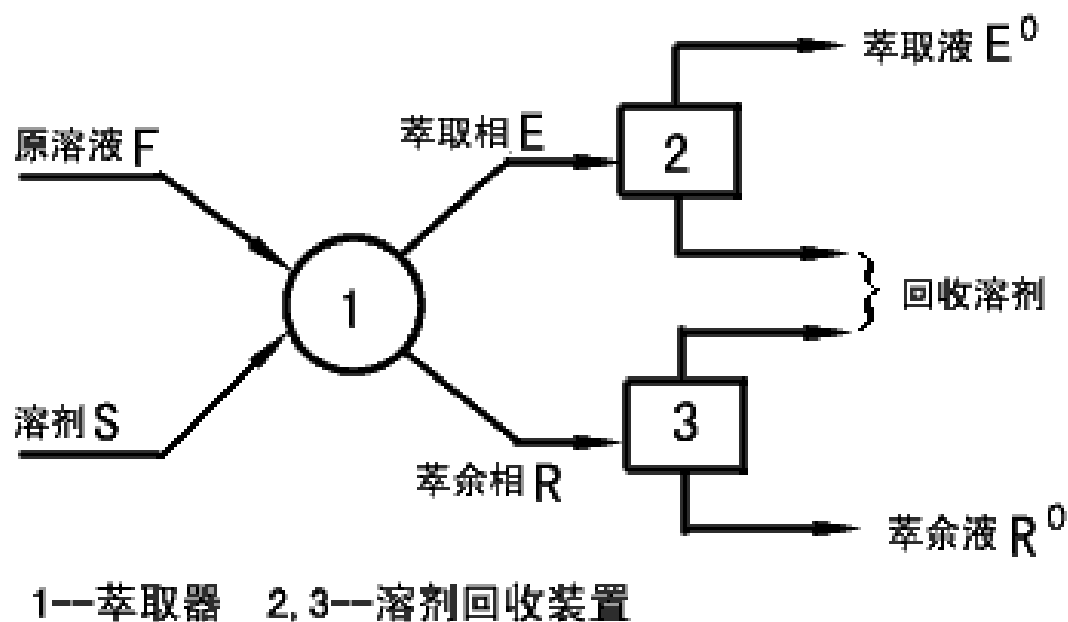 萃取液 E⁰
原溶液 F
萃取相 E
2
1
回收溶剂
溶剂 S
3
萃余相 R
萃余液 R⁰
1--萃取器 2,3--溶剂回收装置